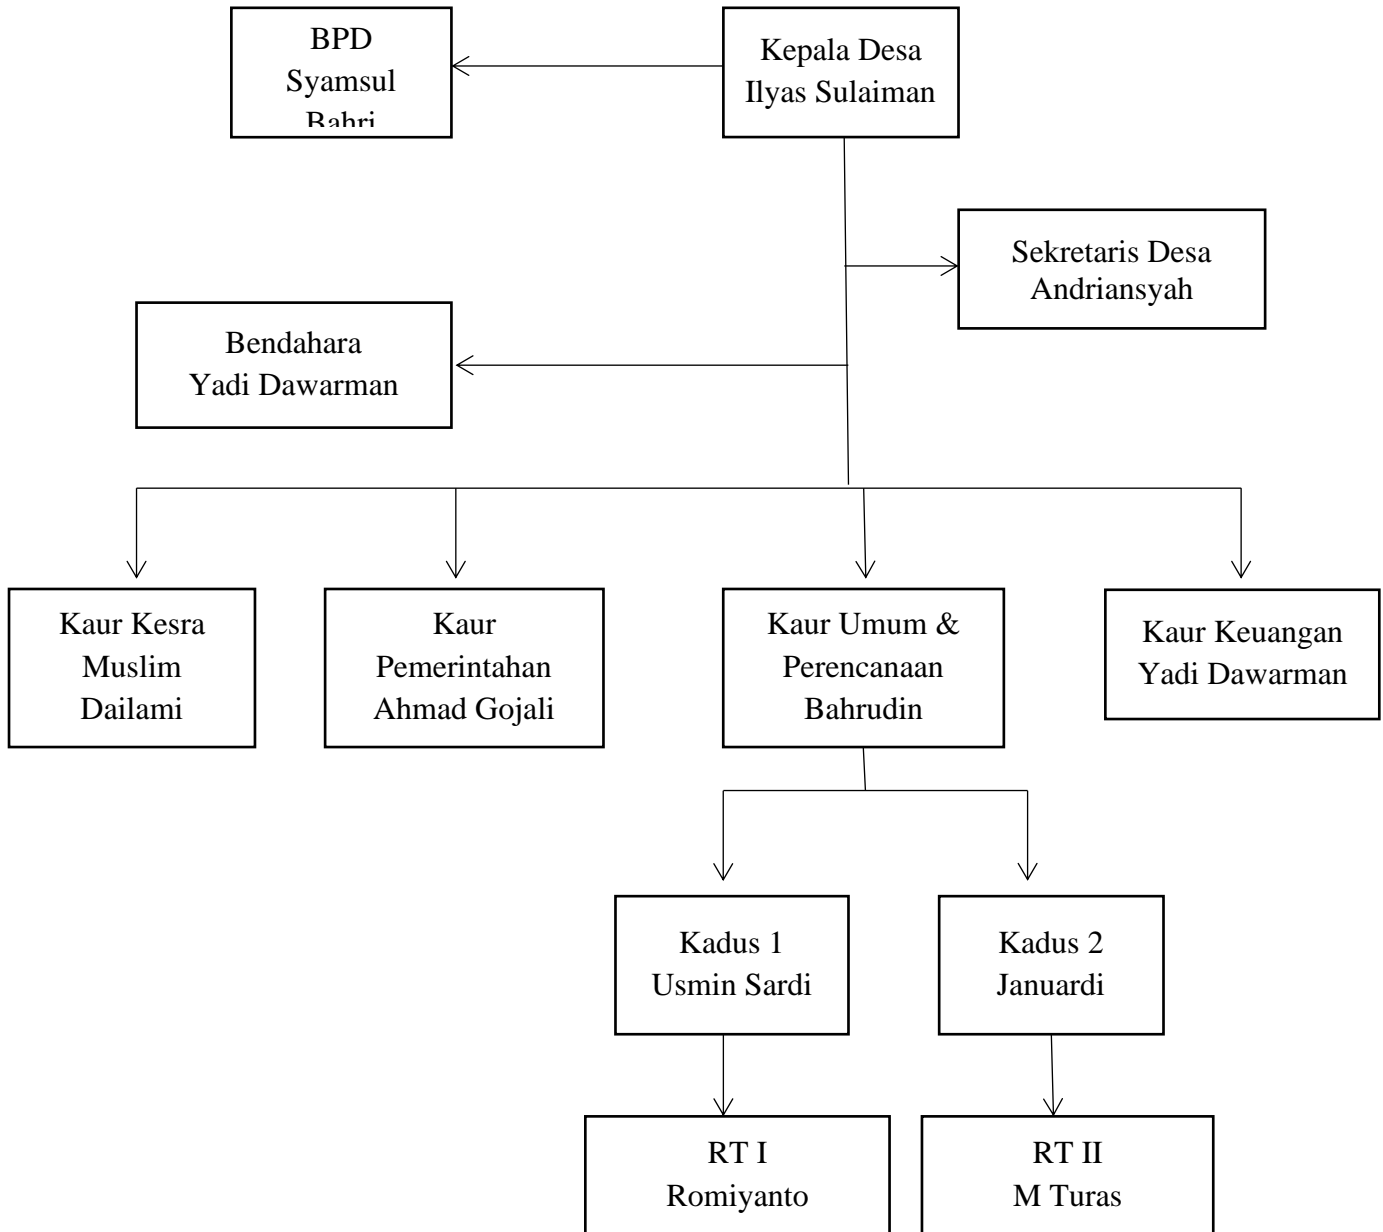 BPD
Syamsul
Bahri
Kepala Desa
Ilyas Sulaiman
Sekretaris Desa
Andriansyah
Bendahara
Yadi Dawarman
Kaur Kesra
Muslim
Dailami
Kaur
Pemerintahan
Ahmad Gojali
Kaur Umum &
Perencanaan
Bahrudin
Kaur Keuangan
Yadi Dawarman
Kadus 1
Usmin Sardi
Kadus 2
Januardi
RT I
Romiyanto
RT II
M Turas